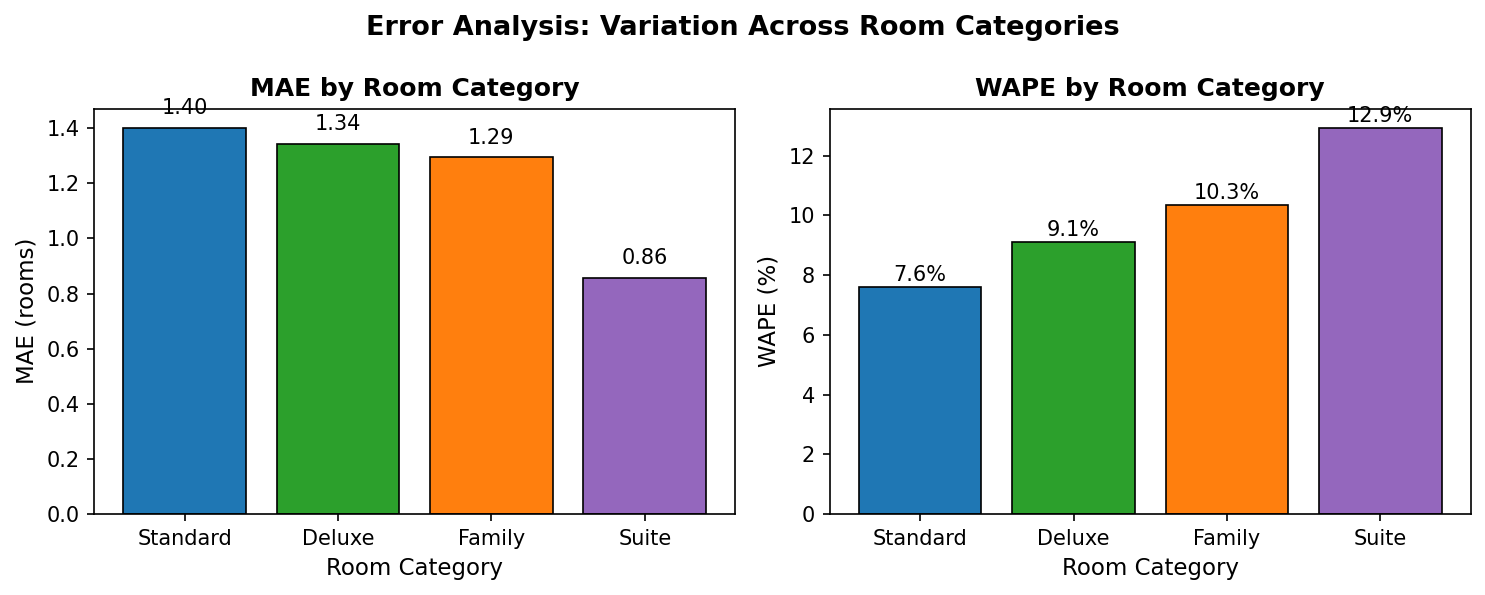 Error Analysis: Variation Across Room Categories
MAE by Room Category
1.40
1.34
1.29
0.86
1.4
1.2
1.0
0.8
0.6
0.4
0.2
0.0
MAE (rooms)
Standard Deluxe Family Suite
Room Category
WAPE by Room Category
12.9%
10.3%
9.1%
7.6%
12
10
8
6
4
2
0
WAPE (%)
Standard Deluxe Family Suite
Room Category